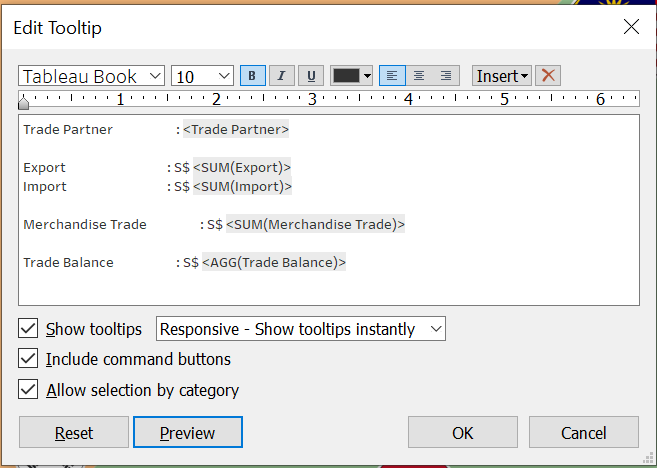 Edit Tooltip
Tableau Book 10 B I U Insert
1 2 3 4 5 6
Trade Partner : <Trade Partner>
Export : S$ <SUM(Export)>
Import : S$ <SUM(Import)>
Merchandise Trade : S$ <SUM(Merchandise Trade)>
Trade Balance : S$ <AGG(Trade Balance)>
Show tooltips Responsive - Show tooltips instantly
Include command buttons
Allow selection by category
Reset Preview OK Cancel